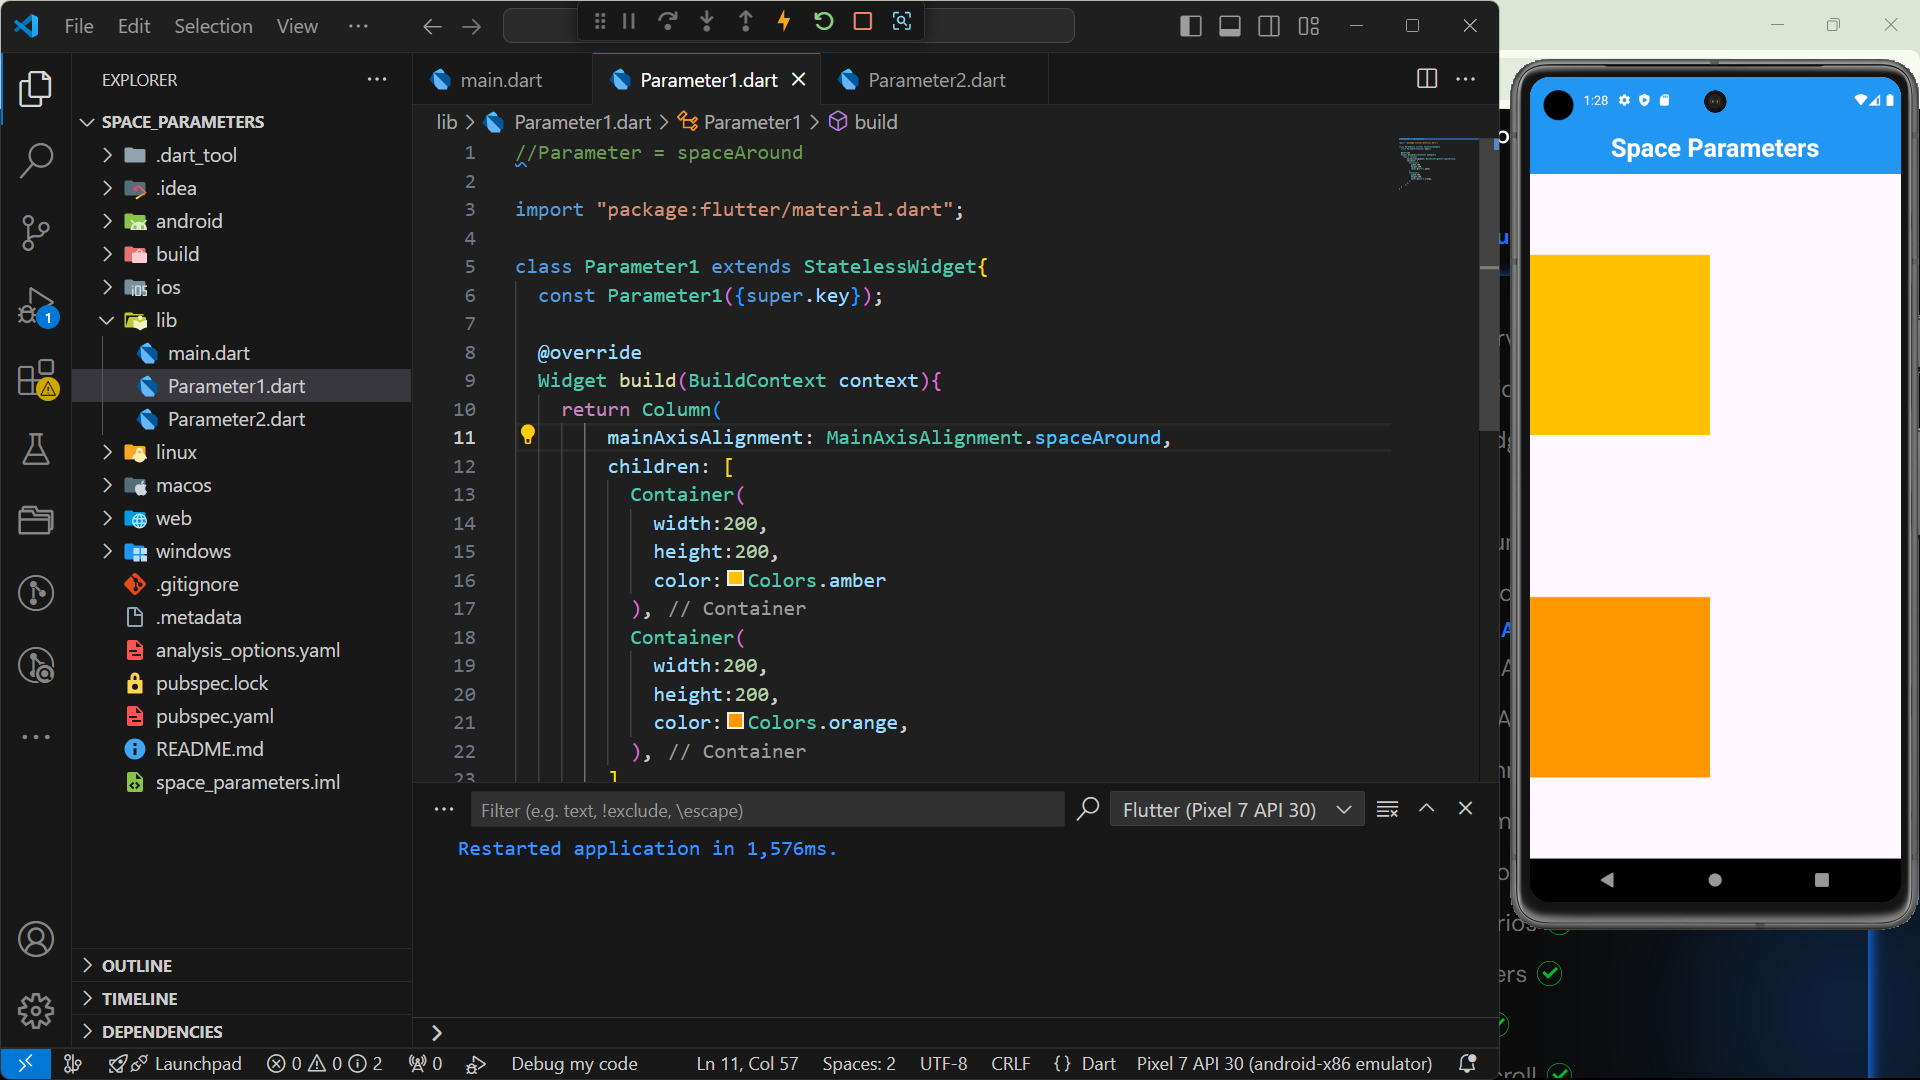 File Edit Selection View
EXPLORER
SPACE_PARAMETERS
.dart_tool
.idea
android
build
ios
lib
main.dart
Parameter1.dart
Parameter2.dart
linux
macos
web
windows
.gitignore
.metadata
analysis_options.yaml
pubspec.lock
pubspec.yaml
README.md
space_parameters.iml
OUTLINE
TIMELINE
DEPENDENCIES
main.dart Parameter1.dart Parameter2.dart
lib > Parameter1.dart > Parameter1 > build
1 //Parameter = spaceAround
2
3 import "package:flutter/material.dart";
4
5 class Parameter1 extends StatelessWidget{
6 const Parameter1({super.key});
7
8 @override
9 Widget build(BuildContext context){
10 return Column(
11 mainAxisAlignment: MainAxisAlignment.spaceAround,
12 children: [
13 Container(
14 width:200,
15 height:200,
16 color:Colors.amber
17 ), // Container
18 Container(
19 width:200,
20 height:200,
21 color:Colors.orange,
22 ), // Container
23 ]
Filter (e.g. text, !exclude, \escape)
Flutter (Pixel 7 API 30)
Restarted application in 1,576ms.
1
Launchpad 0 0 2 0 Debug my code Ln 11, Col 57 Spaces: 2 UTF-8 CRLF {} Dart Pixel 7 API 30 (android-x86 emulator)
1:28
Space Parameters